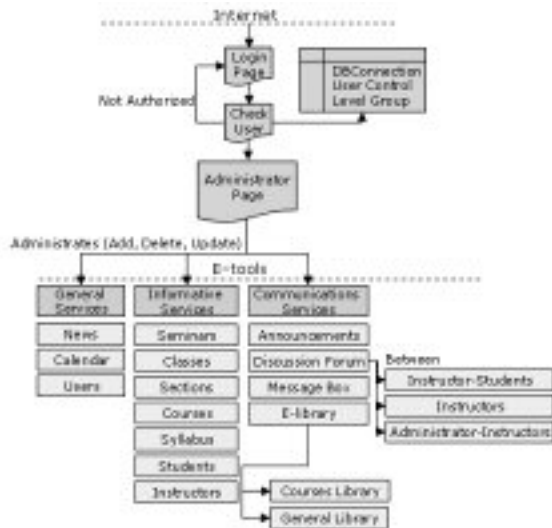 Internet
Login
Page
DBConnection
User Control
Level Group
Not Authorized
Check
User
Administrator
Page
Administrates (Add, Delete, Update)
E-tools
General
Services
Informative
Services
Communications
Services
News
Seminars
Announcements
Between
Calendar
Classes
Discussion Forum
Instructor-Students
Users
Sections
Message Box
Instructors
Courses
E-library
Administrator-Instructors
Syllabus
Students
Instructors
Courses Library
General Library